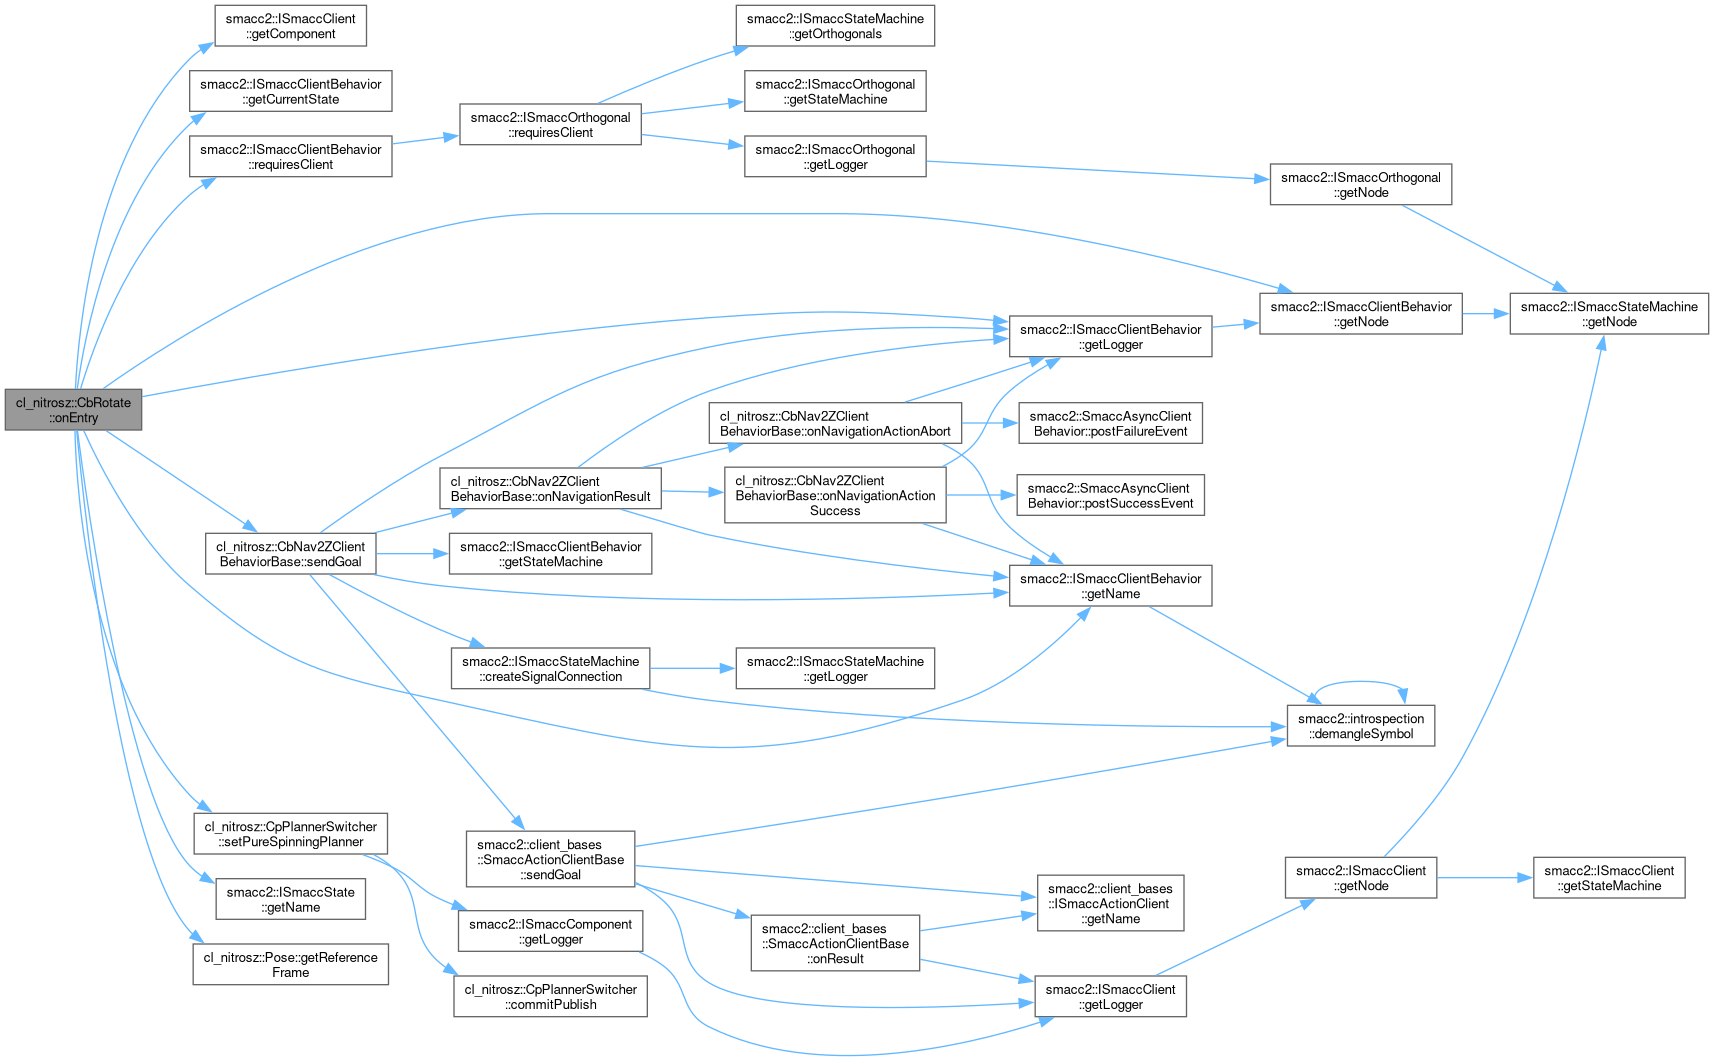 smacc2::ISmaccClient
::getComponent
smacc2::ISmaccStateMachine
::getOrthogonals
smacc2::ISmaccClientBehavior
::getCurrentState
smacc2::ISmaccOrthogonal
::getStateMachine
smacc2::ISmaccOrthogonal
::requiresClient
smacc2::ISmaccClientBehavior
::requiresClient
smacc2::ISmaccOrthogonal
::getLogger
smacc2::ISmaccOrthogonal
::getNode
smacc2::ISmaccClientBehavior
::getNode
smacc2::ISmaccStateMachine
::getNode
smacc2::ISmaccClientBehavior
::getLogger
cl_nitrosz::CbRotate
::onEntry
cl_nitrosz::CbNav2ZClient
BehaviorBase::onNavigationActionAbort
smacc2::SmaccAsyncClient
Behavior::postFailureEvent
cl_nitrosz::CbNav2ZClient
BehaviorBase::onNavigationResult
cl_nitrosz::CbNav2ZClient
BehaviorBase::onNavigationAction
Success
smacc2::SmaccAsyncClient
Behavior::postSuccessEvent
cl_nitrosz::CbNav2ZClient
BehaviorBase::sendGoal
smacc2::ISmaccClientBehavior
::getStateMachine
smacc2::ISmaccClientBehavior
::getName
smacc2::ISmaccStateMachine
::createSignalConnection
smacc2::ISmaccStateMachine
::getLogger
smacc2::introspection
::demangleSymbol
cl_nitrosz::CpPlannerSwitcher
::setPureSpinningPlanner
smacc2::client_bases
::SmaccActionClientBase
::sendGoal
smacc2::ISmaccClient
::getNode
smacc2::ISmaccClient
::getStateMachine
smacc2::ISmaccState
::getName
smacc2::client_bases
::ISmaccActionClient
::getName
smacc2::ISmaccComponent
::getLogger
smacc2::client_bases
::SmaccActionClientBase
::onResult
cl_nitrosz::Pose::getReference
Frame
cl_nitrosz::CpPlannerSwitcher
::commitPublish
smacc2::ISmaccClient
::getLogger